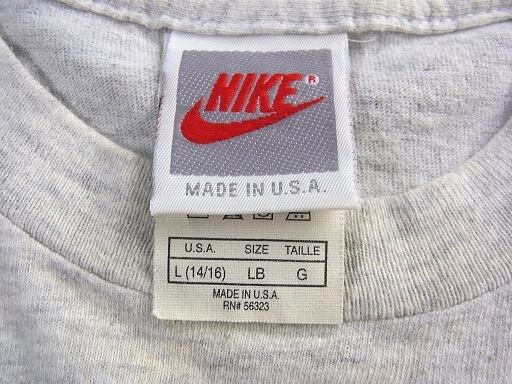 NIKE®
MADE IN U.S.A.
U.S.A. SIZE TAILLE
L (14/16) LB G
MADE IN U.S.A.
RN# 56323